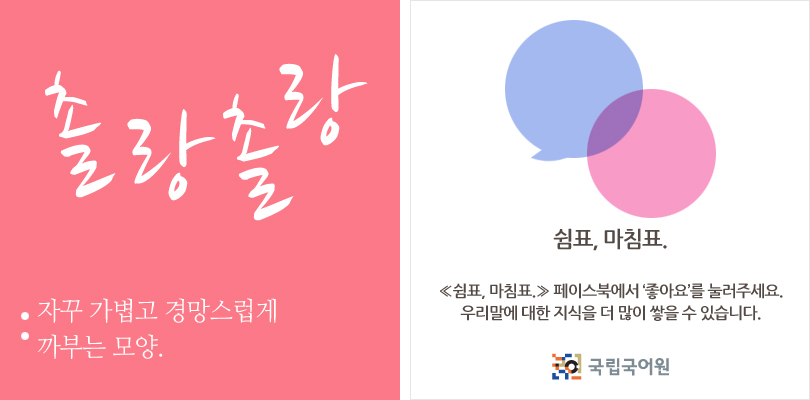 촐랑촐랑
자꾸 가볍고 경망스럽게
까부는 모양.
쉼표, 마침표.
≪쉼표, 마침표.≫ 페이스북에서 '좋아요'를 눌러주세요.
우리말에 대한 지식을 더 많이 쌓을 수 있습니다.
국립국어원